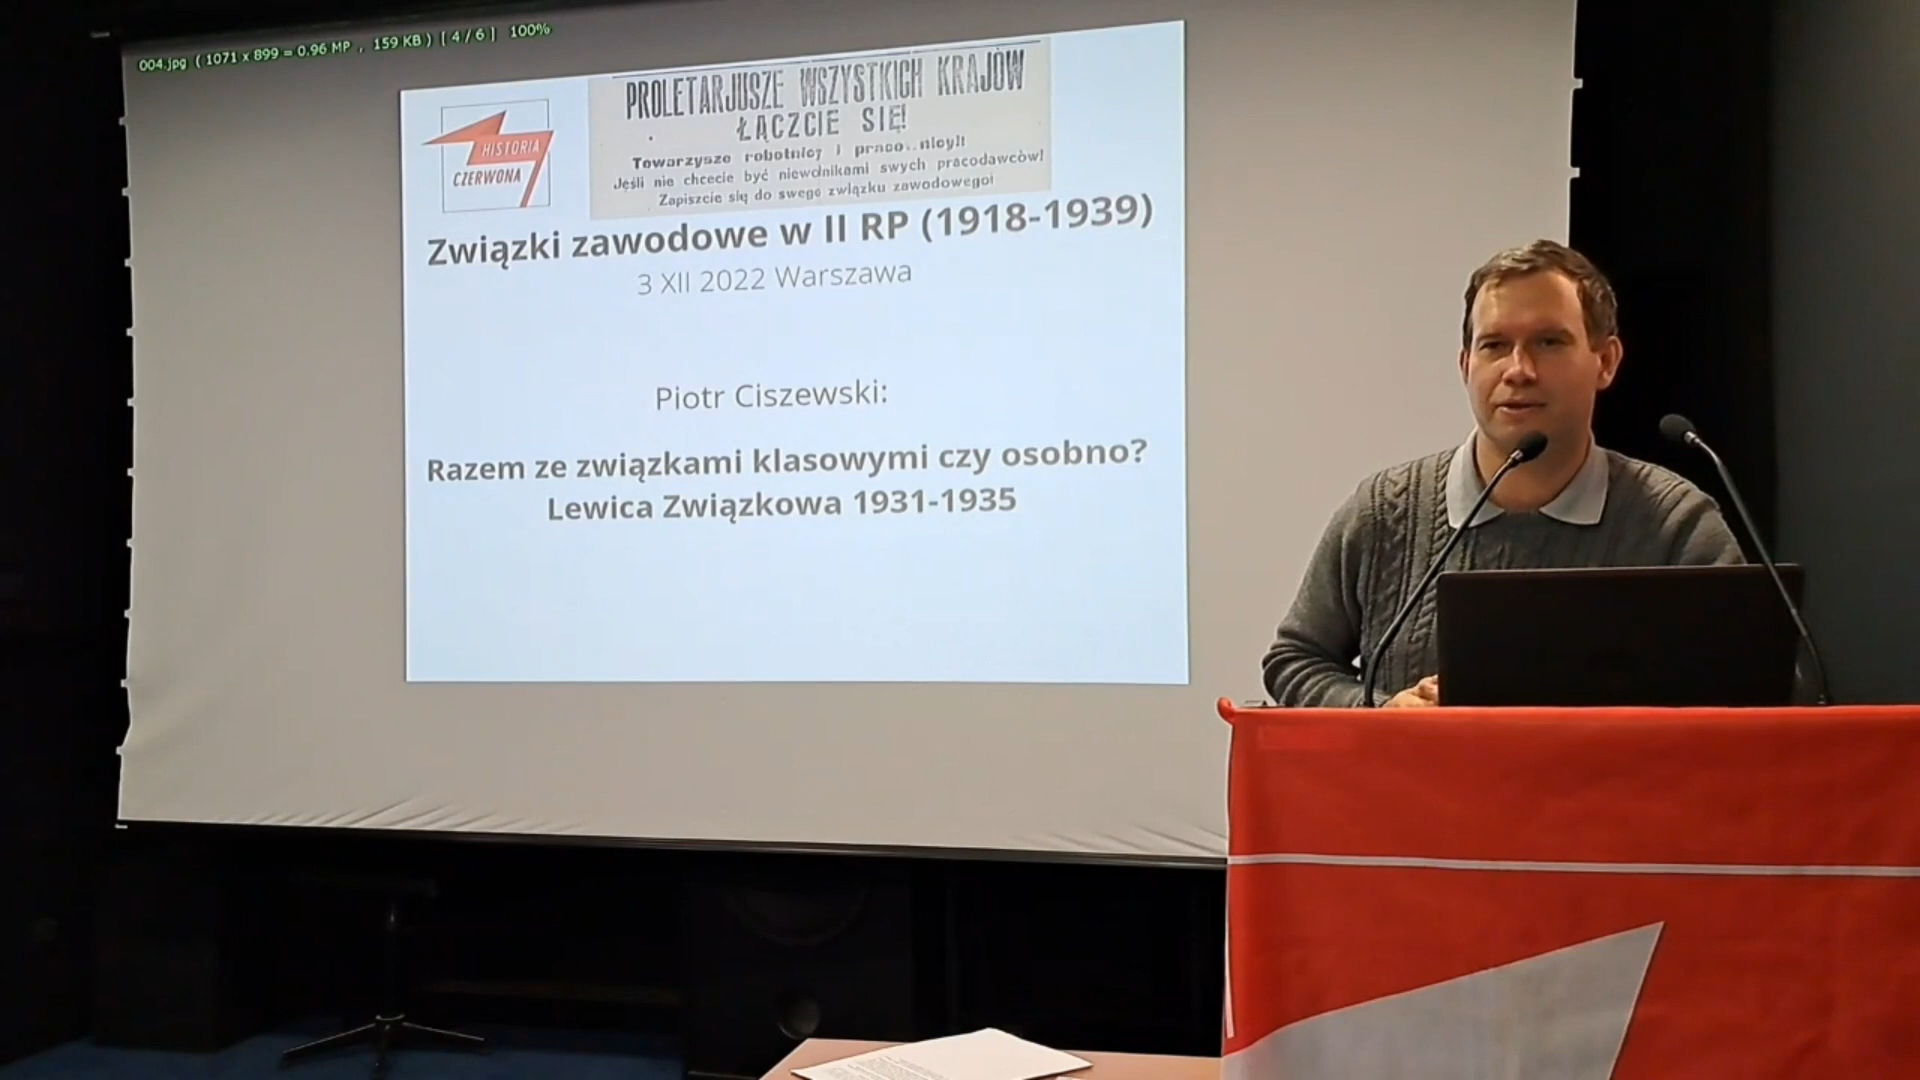 004.jpg ( 1071 x 899 = 0.96 MP , 159 KB ) [ 4 / 6 ] 100%
HISTORIA
CZERWONA
PROLETARJUSZE WSZYSTKICH KRAJÓW
ŁĄCZCIE SIĘ!
Towarzysze robotnicy i praco..nicy!!
Jeśli nie chcecie być niewolnikami swych pracodawców!
Zapiszcie się do swego związku zawodowego!
Związki zawodowe w II RP (1918-1939)
3 XII 2022 Warszawa
Piotr Ciszewski:
Razem ze związkami klasowymi czy osobno?
Lewica Związkowa 1931-1935